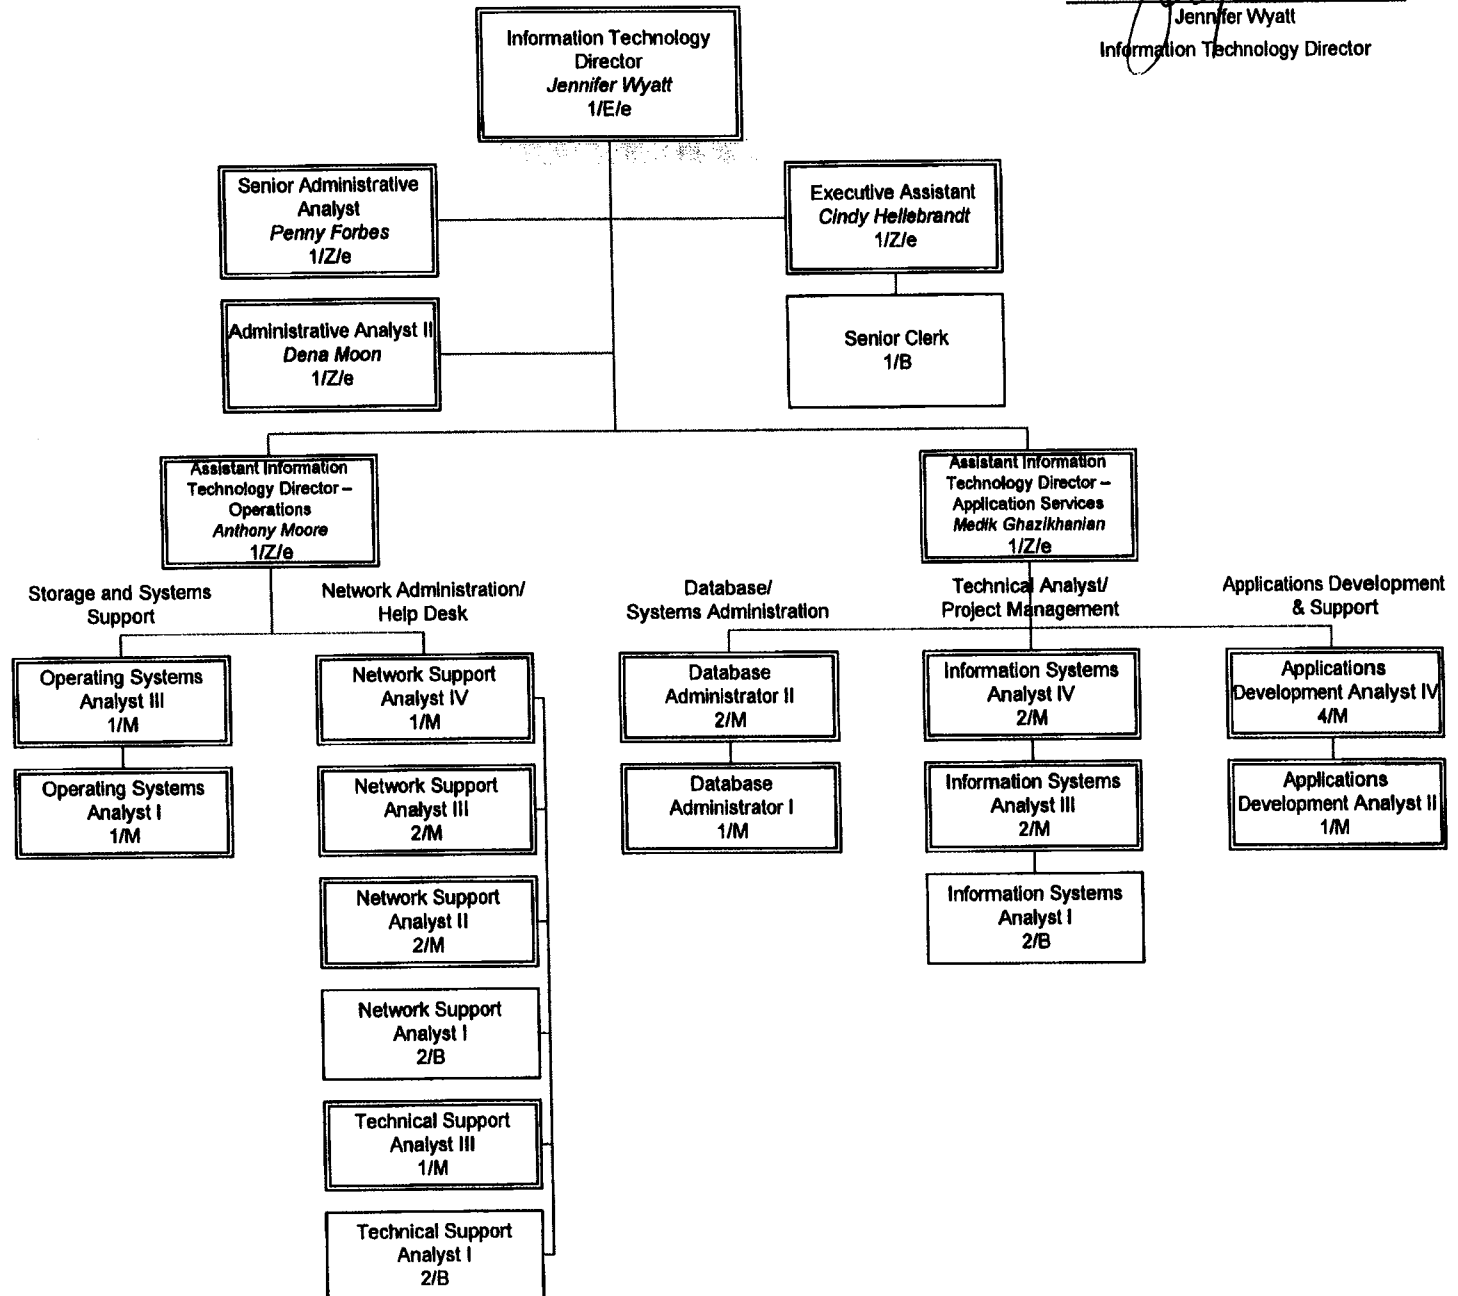 Jennifer Wyatt
Information Technology Director
Information Technology
Director
Jennifer Wyatt
1/E/e
Senior Administrative
Analyst
Penny Forbes
1/Z/e
Executive Assistant
Cindy Hellebrandt
1/Z/e
Administrative Analyst II
Dena Moon
1/Z/e
Senior Clerk
1/B
Assistant Information
Technology Director –
Operations
Anthony Moore
1/Z/e
Assistant Information
Technology Director –
Application Services
Medik Ghazikhanian
1/Z/e
Storage and Systems
Support
Network Administration/
Help Desk
Database/
Systems Administration
Technical Analyst/
Project Management
Applications Development
& Support
Operating Systems
Analyst III
1/M
Operating Systems
Analyst I
1/M
Network Support
Analyst IV
1/M
Network Support
Analyst III
2/M
Network Support
Analyst II
2/M
Network Support
Analyst I
2/B
Technical Support
Analyst III
1/M
Technical Support
Analyst I
2/B
Database
Administrator II
2/M
Database
Administrator I
1/M
Information Systems
Analyst IV
2/M
Information Systems
Analyst III
2/M
Information Systems
Analyst I
2/B
Applications
Development Analyst IV
4/M
Applications
Development Analyst II
1/M